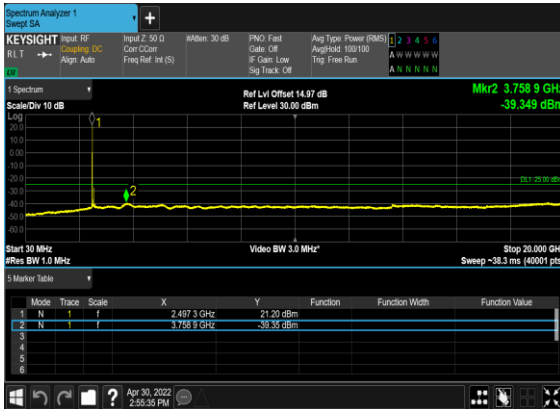 Spectrum Analyzer 1
Swept SA
+
KEYSIGHT Input: RF Input Z: 50 Ω #Atten: 30 dB PNO: Fast Avg Type: Power (RMS) 1 2 3 4 5 6
RLT Coupling: DC Corr CCorr Gate: Off Avg|Hold: 100/100 A W W W W W
Align: Auto Freq Ref: Int (S) IF Gain: Low Trig: Free Run
Sig Track: Off A N N N N N
1 Spectrum Ref Lvl Offset 14.97 dB Mkr2 3.758 9 GHz
Scale/Div 10 dB Ref Level 30.00 dBm -39.349 dBm
Log
20.0
10.0
0.00
-10.0
-20.0
-30.0
-40.0
-50.0
-60.0
1
2
DL1 -25.00 dBm
Start 30 MHz Video BW 3.0 MHz* Stop 20.000 GHz
#Res BW 1.0 MHz Sweep ~38.3 ms (40001 pts)
5 Marker Table
Mode Trace Scale X Y Function Function Width Function Value
1 N 1 f 2.497 3 GHz 21.20 dBm
2 N 1 f 3.758 9 GHz -39.35 dBm
3
4
5
6
? Apr 30, 2022
2:55:35 PM